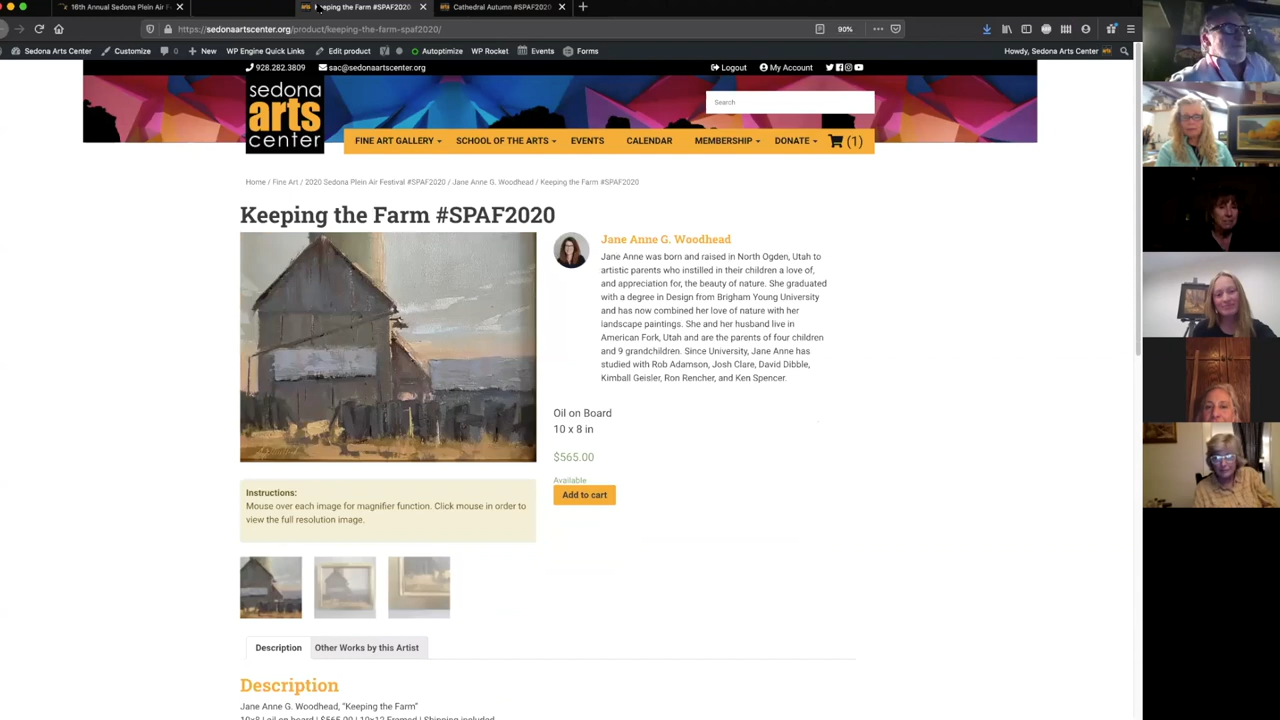 16th Annual Sedona Plein Air F
Keeping the Farm #SPAF2020
Cathedral Autumn #SPAF2020
https://sedonaartscenter.org/product/keeping-the-farm-spaf2020/
90%
Sedona Arts Center
Customize
0
New
WP Engine Quick Links
Edit product
Autoptimize
WP Rocket
Events
Forms
Howdy, Sedona Arts Center
928.282.3809
sac@sedonaartscenter.org
Logout
My Account
sedona
arts
center
Search
FINE ART GALLERY
SCHOOL OF THE ARTS
EVENTS
CALENDAR
MEMBERSHIP
DONATE
(1)
Home / Fine Art / 2020 Sedona Plein Air Festival #SPAF2020 / Jane Anne G. Woodhead / Keeping the Farm #SPAF2020
Keeping the Farm #SPAF2020
Jane Anne G. Woodhead
Jane Anne was born and raised in North Ogden, Utah to
artistic parents who instilled in their children a love of,
and appreciation for, the beauty of nature. She graduated
with a degree in Design from Brigham Young University
and has now combined her love of nature with her
landscape paintings. She and her husband live in
American Fork, Utah and are the parents of four children
and 9 grandchildren. Since University, Jane Anne has
studied with Rob Adamson, Josh Clare, David Dibble,
Kimball Geisler, Ron Rencher, and Ken Spencer.
Oil on Board
10 x 8 in
$565.00
Available
Add to cart
Instructions:
Mouse over each image for magnifier function. Click mouse in order to
view the full resolution image.
Description
Other Works by this Artist
Description
Jane Anne G. Woodhead, "Keeping the Farm"
10x8 | oil on board | $565.00 | 10x12 Framed | Shipping included